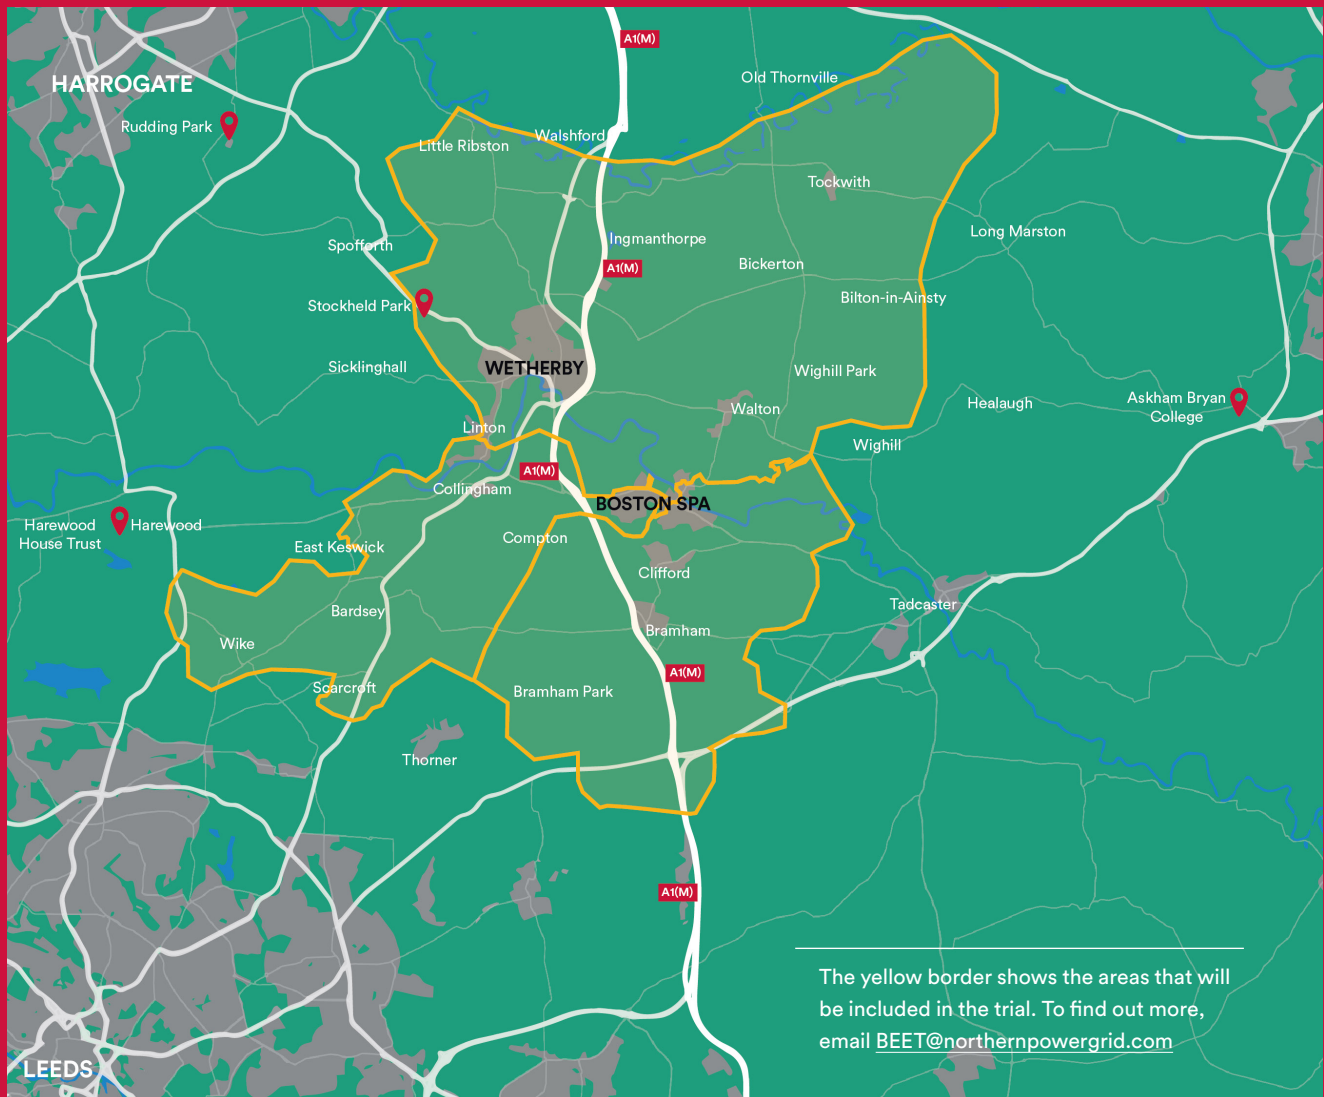 A1(M)
HARROGATE
Old Thornville
Rudding Park
Walshford
Little Ribston
Tockwith
Long Marston
Ingmanthorpe
Spofforth
Bickerton
A1(M)
Bilton-in-Ainsty
Stockheld Park
Sicklinghall
WETHERBY
Wighill Park
Askham Bryan
College
Healaugh
Walton
Linton
Wighill
A1(M)
Collingham
BOSTON SPA
Harewood
House Trust
Harewood
Compton
East Keswick
Clifford
Tadcaster
Bardsey
Bramham
Wike
A1(M)
Scarcroft
Bramham Park
Thorner
A1(M)
The yellow border shows the areas that will
be included in the trial. To find out more,
email BEET@northernpowergrid.com
LEEDS